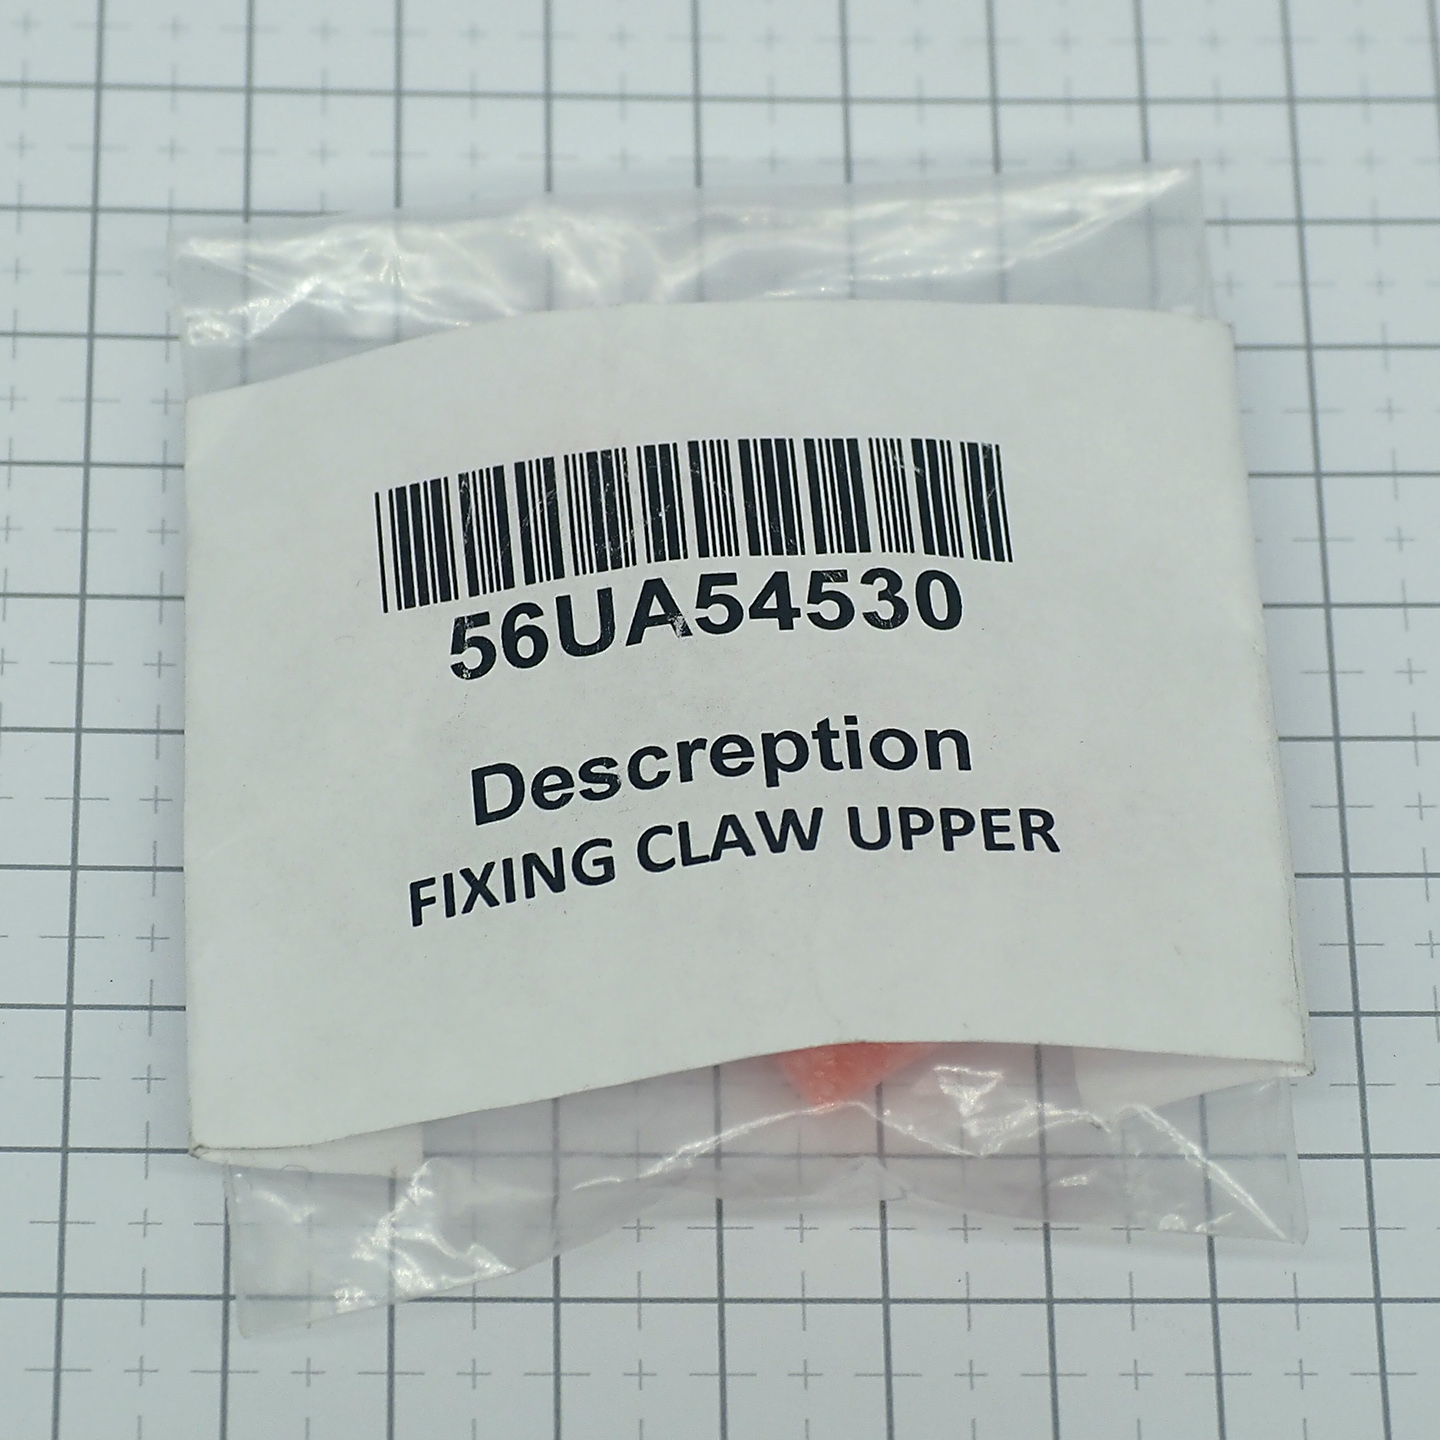 56UA54530
Descreption
FIXING CLAW UPPER